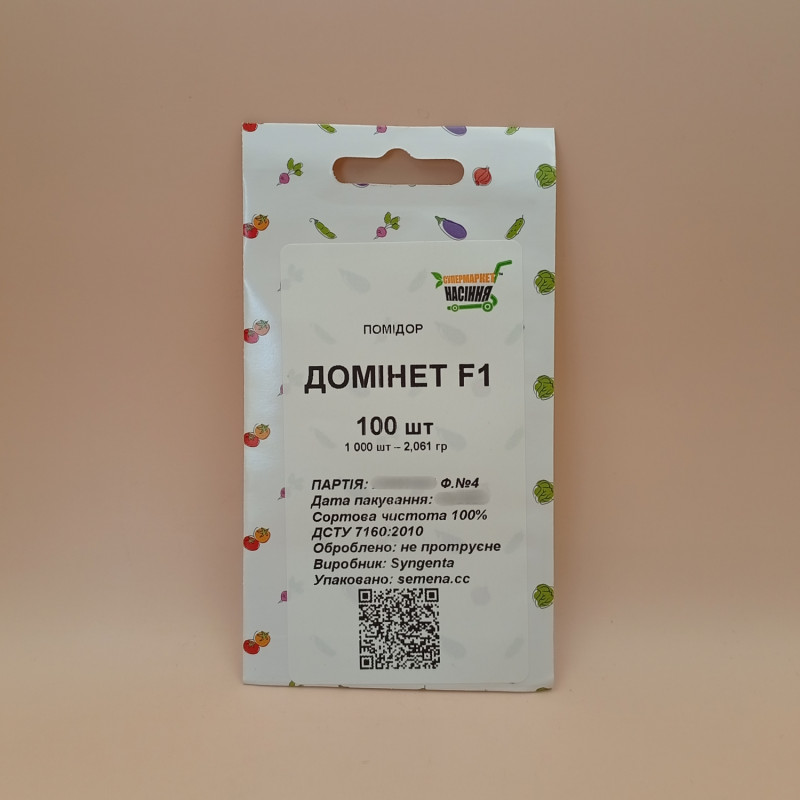 СУПЕРМАРКЕТ™
НАСІННЯ
ПОМІДОР
ДОМІНЕТ F1
100 шт
1 000 шт – 2,061 гр
ПАРТІЯ: Ф.№4
Дата пакування:
Сортова чистота 100%
ДСТУ 7160:2010
Оброблено: не протруєне
Виробник: Syngenta
Упаковано: semena.cc